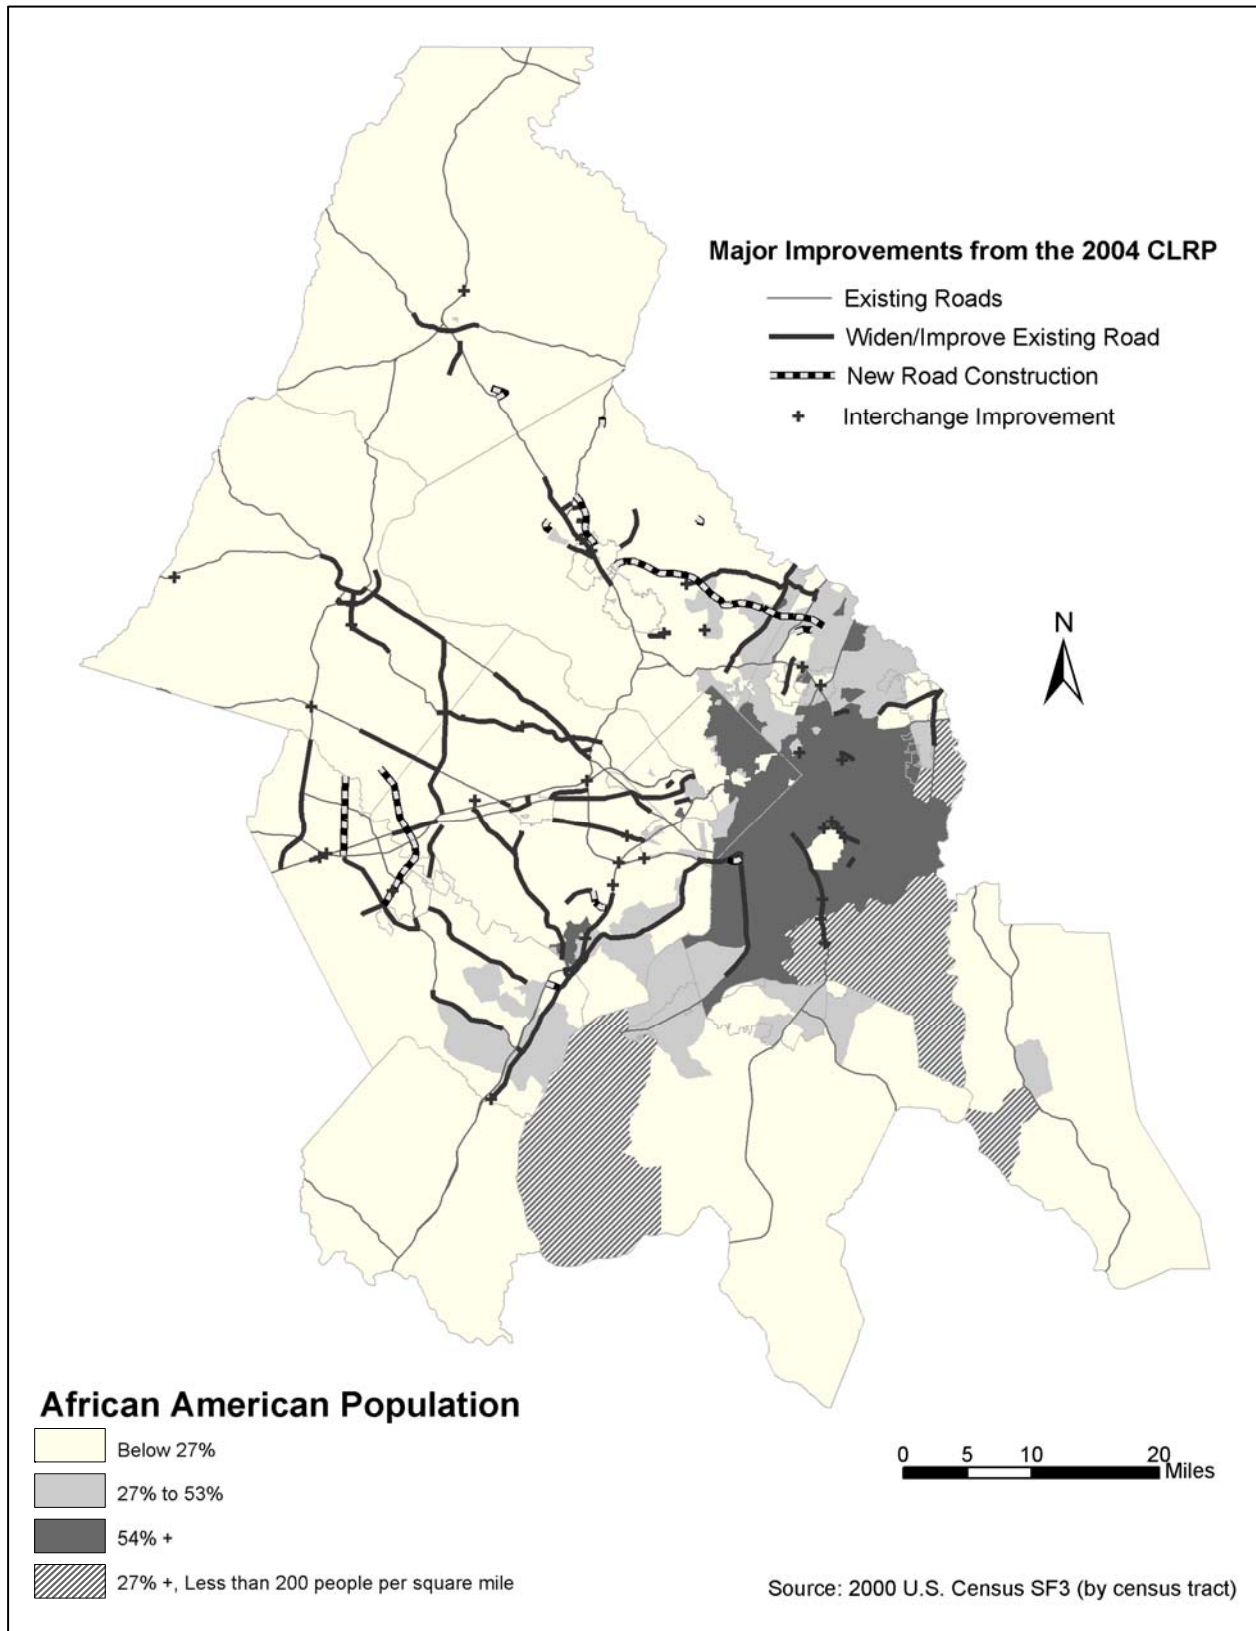 Major Improvements from the 2004 CLRP
Existing Roads
Widen/Improve Existing Road
New Road Construction
Interchange Improvement
N
African American Population
Below 27%
27% to 53%
54% +
27% +, Less than 200 people per square mile
0 5 10 20
Miles
Source: 2000 U.S. Census SF3 (by census tract)